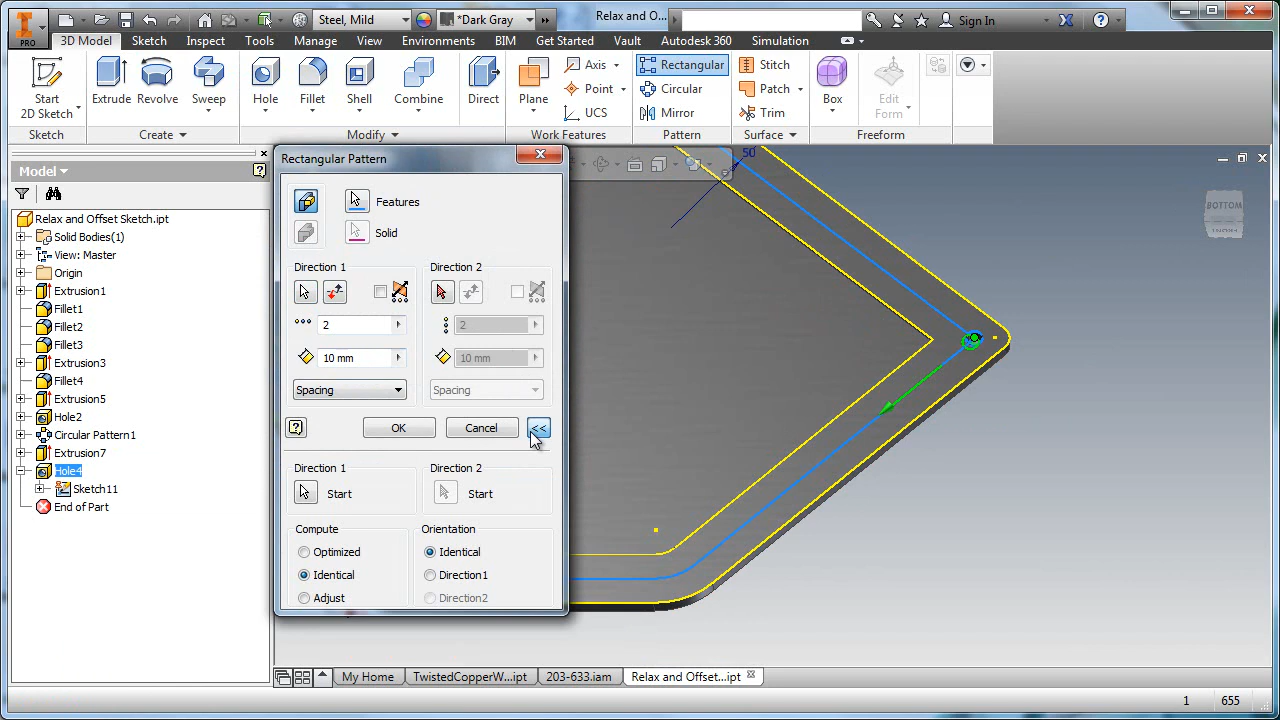 Steel, Mild *Dark Gray Relax and O... Sign In
PRO 3D Model Sketch Inspect Tools Manage View Environments BIM Get Started Vault Autodesk 360 Simulation
Start
2D Sketch
Extrude Revolve Sweep Hole Fillet Shell Combine Direct Plane
Axis
Point
UCS
Rectangular
Circular
Mirror
Stitch
Patch
Trim
Box
Edit
Form
Sketch Create Modify Work Features Pattern Surface Freeform
Model
Relax and Offset Sketch.ipt
Solid Bodies(1)
View: Master
Origin
Extrusion1
Fillet1
Fillet2
Fillet3
Extrusion3
Fillet4
Extrusion5
Hole2
Circular Pattern1
Extrusion7
Hole4
Sketch11
End of Part
Rectangular Pattern
Features
Solid
Direction 1 Direction 2
2 2
10 mm 10 mm
Spacing Spacing
OK Cancel <<
Direction 1 Direction 2
Start Start
Compute Orientation
Optimized Identical
Identical Direction1
Adjust Direction2
50
BOTTOM
My Home TwistedCopperW...ipt 203-633.iam Relax and Offset...ipt
1 655